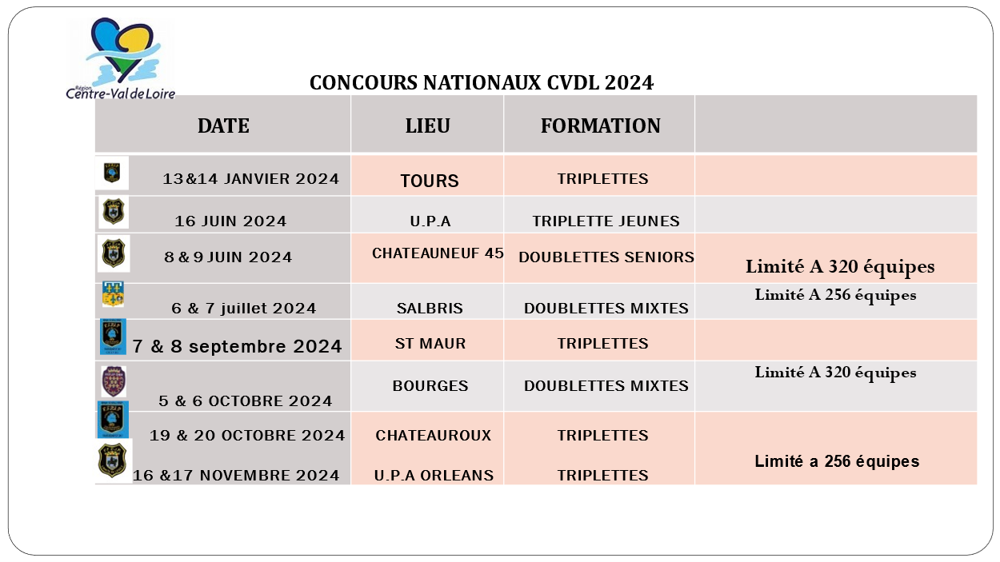 Région
Centre-Val de Loire
CONCOURS NATIONAUX CVDL 2024
DATE LIEU FORMATION
13&14 JANVIER 2024 TOURS TRIPLETTES
16 JUIN 2024 U.P.A TRIPLETTE JEUNES
8 & 9 JUIN 2024 CHATEAUNEUF 45 DOUBLETTES SENIORS Limité A 320 équipes
6 & 7 juillet 2024 SALBRIS DOUBLETTES MIXTES Limité A 256 équipes
7 & 8 septembre 2024 ST MAUR TRIPLETTES
5 & 6 OCTOBRE 2024 BOURGES DOUBLETTES MIXTES Limité A 320 équipes
19 & 20 OCTOBRE 2024 CHATEAUROUX TRIPLETTES
16 &17 NOVEMBRE 2024 U.P.A ORLEANS TRIPLETTES Limité a 256 équipes